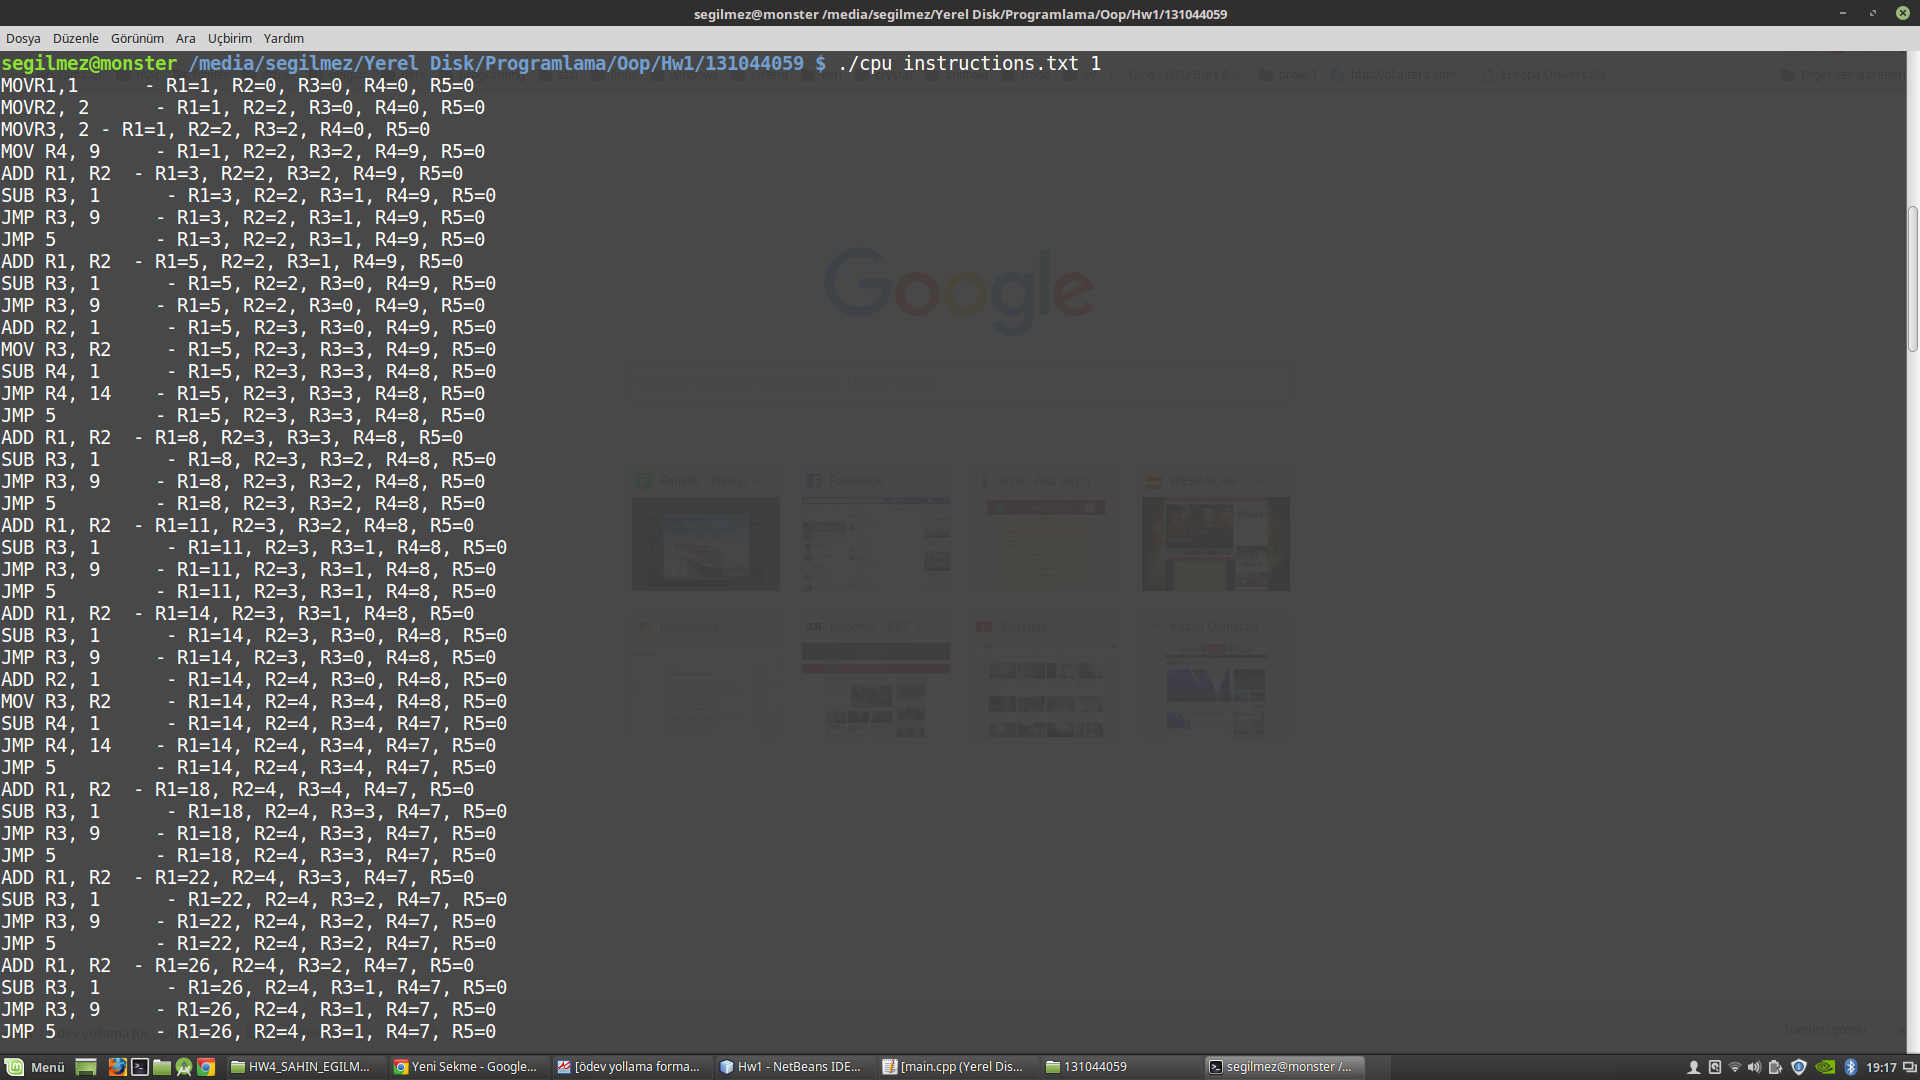 segilmez@monster /media/segilmez/Yerel Disk/Programlama/Oop/Hw1/131044059
Dosya Düzenle Görünüm Ara Uçbirim Yardım
segilmez@monster /media/segilmez/Yerel Disk/Programlama/Oop/Hw1/131044059 $ ./cpu instructions.txt 1
MOVR1,1 - R1=1, R2=0, R3=0, R4=0, R5=0
MOVR2, 2 - R1=1, R2=2, R3=0, R4=0, R5=0
MOVR3, 2 - R1=1, R2=2, R3=2, R4=0, R5=0
MOV R4, 9 - R1=1, R2=2, R3=2, R4=9, R5=0
ADD R1, R2 - R1=3, R2=2, R3=2, R4=9, R5=0
SUB R3, 1 - R1=3, R2=2, R3=1, R4=9, R5=0
JMP R3, 9 - R1=3, R2=2, R3=1, R4=9, R5=0
JMP 5 - R1=3, R2=2, R3=1, R4=9, R5=0
ADD R1, R2 - R1=5, R2=2, R3=1, R4=9, R5=0
SUB R3, 1 - R1=5, R2=2, R3=0, R4=9, R5=0
JMP R3, 9 - R1=5, R2=2, R3=0, R4=9, R5=0
ADD R2, 1 - R1=5, R2=3, R3=0, R4=9, R5=0
MOV R3, R2 - R1=5, R2=3, R3=3, R4=9, R5=0
SUB R4, 1 - R1=5, R2=3, R3=3, R4=8, R5=0
JMP R4, 14 - R1=5, R2=3, R3=3, R4=8, R5=0
JMP 5 - R1=5, R2=3, R3=3, R4=8, R5=0
ADD R1, R2 - R1=8, R2=3, R3=3, R4=8, R5=0
SUB R3, 1 - R1=8, R2=3, R3=2, R4=8, R5=0
JMP R3, 9 - R1=8, R2=3, R3=2, R4=8, R5=0
JMP 5 - R1=8, R2=3, R3=2, R4=8, R5=0
ADD R1, R2 - R1=11, R2=3, R3=2, R4=8, R5=0
SUB R3, 1 - R1=11, R2=3, R3=1, R4=8, R5=0
JMP R3, 9 - R1=11, R2=3, R3=1, R4=8, R5=0
JMP 5 - R1=11, R2=3, R3=1, R4=8, R5=0
ADD R1, R2 - R1=14, R2=3, R3=1, R4=8, R5=0
SUB R3, 1 - R1=14, R2=3, R3=0, R4=8, R5=0
JMP R3, 9 - R1=14, R2=3, R3=0, R4=8, R5=0
ADD R2, 1 - R1=14, R2=4, R3=0, R4=8, R5=0
MOV R3, R2 - R1=14, R2=4, R3=4, R4=8, R5=0
SUB R4, 1 - R1=14, R2=4, R3=4, R4=7, R5=0
JMP R4, 14 - R1=14, R2=4, R3=4, R4=7, R5=0
JMP 5 - R1=14, R2=4, R3=4, R4=7, R5=0
ADD R1, R2 - R1=18, R2=4, R3=4, R4=7, R5=0
SUB R3, 1 - R1=18, R2=4, R3=3, R4=7, R5=0
JMP R3, 9 - R1=18, R2=4, R3=3, R4=7, R5=0
JMP 5 - R1=18, R2=4, R3=3, R4=7, R5=0
ADD R1, R2 - R1=22, R2=4, R3=3, R4=7, R5=0
SUB R3, 1 - R1=22, R2=4, R3=2, R4=7, R5=0
JMP R3, 9 - R1=22, R2=4, R3=2, R4=7, R5=0
JMP 5 - R1=22, R2=4, R3=2, R4=7, R5=0
ADD R1, R2 - R1=26, R2=4, R3=2, R4=7, R5=0
SUB R3, 1 - R1=26, R2=4, R3=1, R4=7, R5=0
JMP R3, 9 - R1=26, R2=4, R3=1, R4=7, R5=0
JMP 5 - R1=26, R2=4, R3=1, R4=7, R5=0
Google
Facebook
KYK - Ana Sayfa
Dashboard
YouTube
Tümünü göster
Menü HW4_SAHIN_EGILM... Yeni Sekme - Google... [ödev yollama forma... Hw1 - NetBeans IDE... [main.cpp (Yerel Dis... 131044059 segilmez@monster /... 19:17